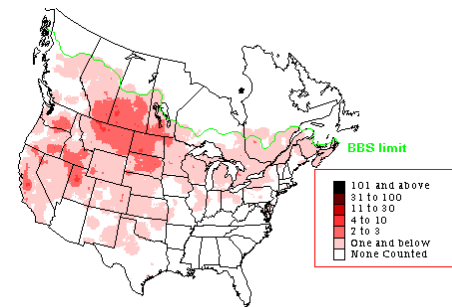 BBS limit
101 and above
31 to 100
11 to 30
4 to 10
2 to 3
One and below
None Counted